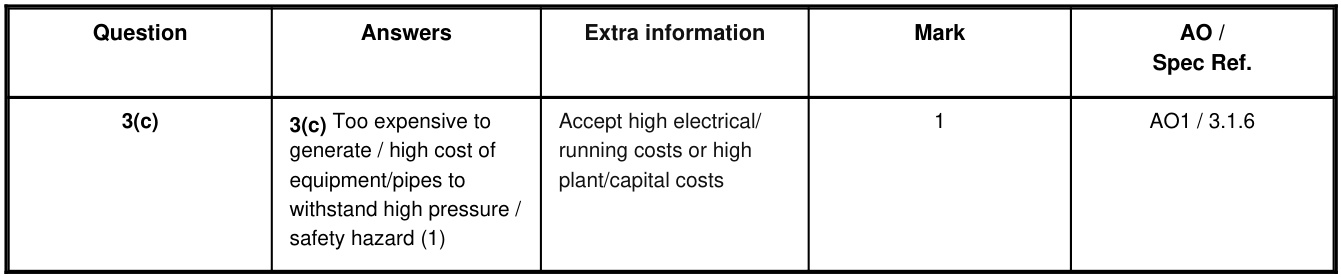 Question Answers Extra information Mark AO /
Spec Ref.
3(c) 3(c) Too expensive to Accept high electrical/ 1 AO1 / 3.1.6
generate / high cost of running costs or high
equipment/pipes to plant/capital costs
withstand high pressure /
safety hazard (1)